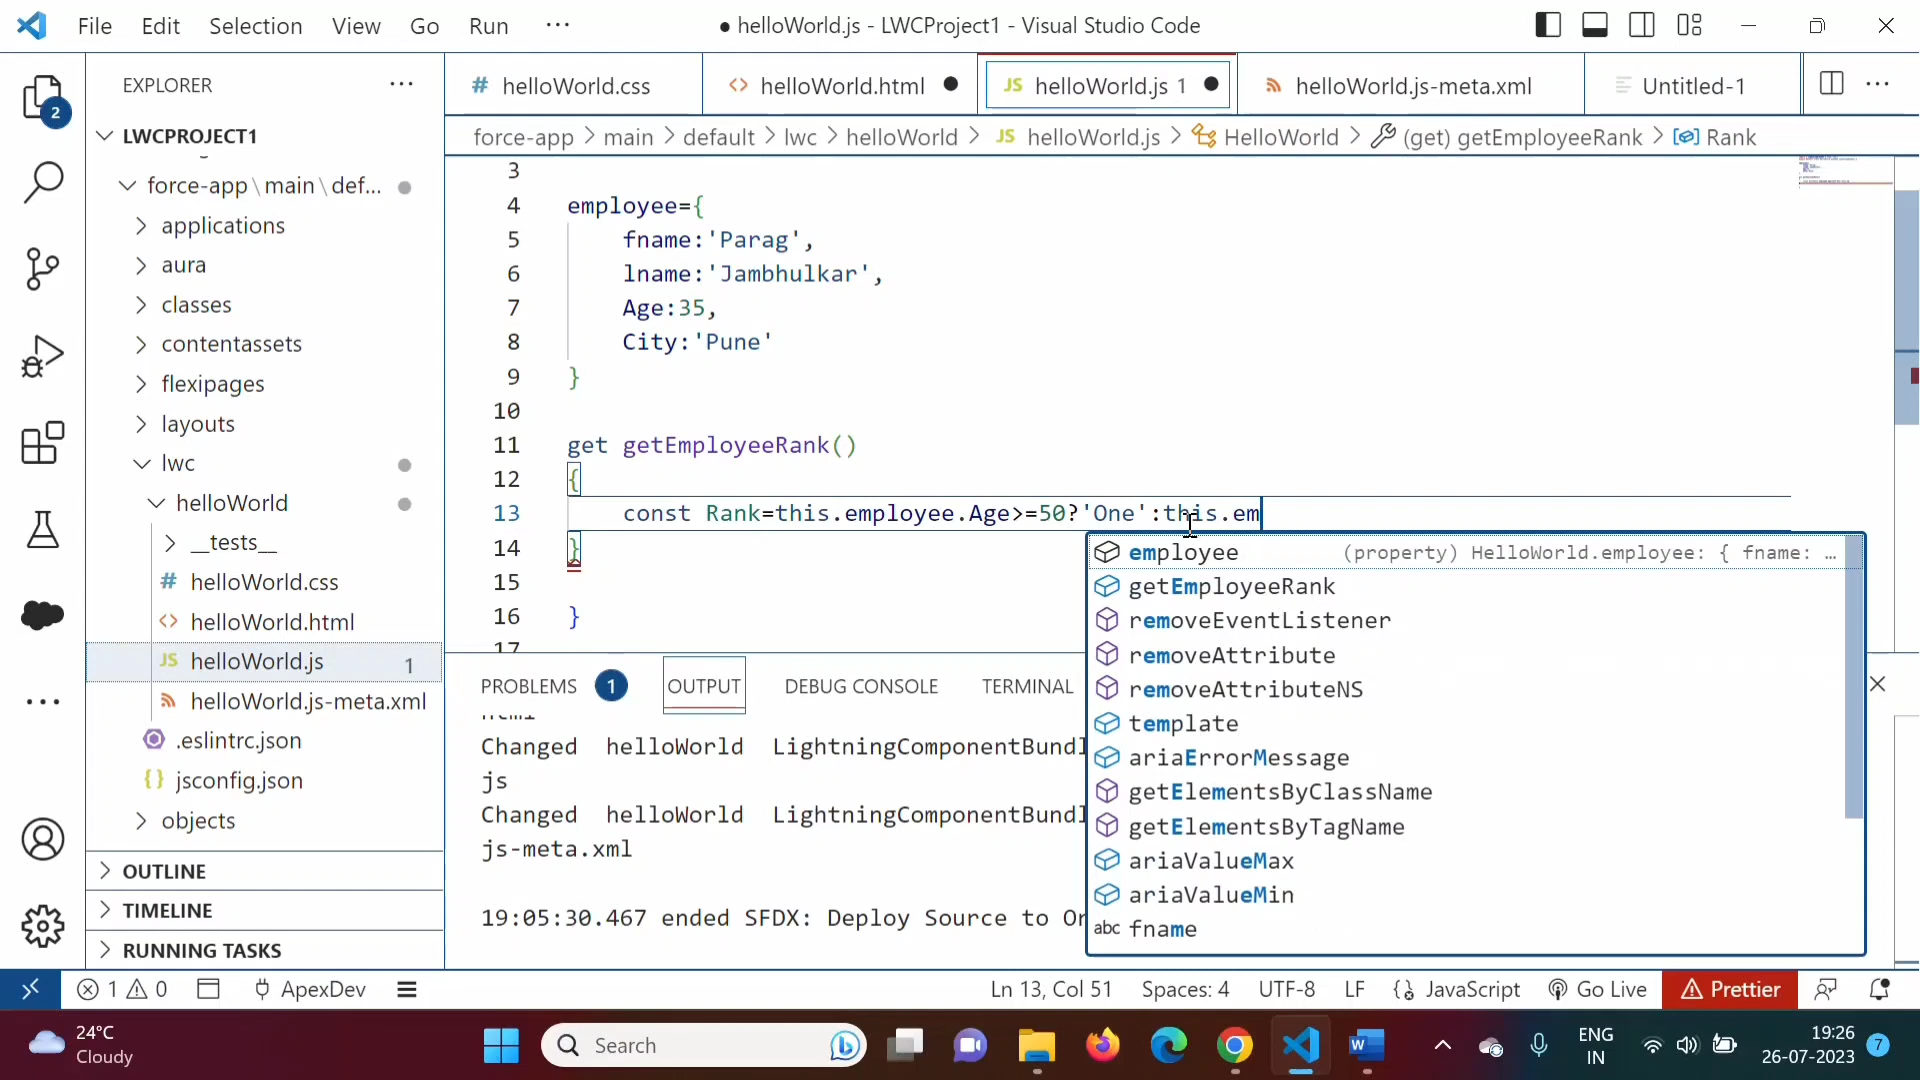 File Edit Selection View Go Run ··· ● helloWorld.js - LWCProject1 - Visual Studio Code
EXPLORER ···
# helloWorld.css <> helloWorld.html ● JS helloWorld.js 1 ● helloWorld.js-meta.xml Untitled-1 ···
force-app > main > default > lwc > helloWorld > JS helloWorld.js > HelloWorld > (get) getEmployeeRank > Rank
2
LWCPROJECT1
force-app\main\def...
applications
aura
classes
contentassets
flexipages
layouts
lwc
helloWorld
__tests__
# helloWorld.css
<> helloWorld.html
JS helloWorld.js 1
helloWorld.js-meta.xml
.eslintrc.json
{} jsconfig.json
objects
OUTLINE
TIMELINE
RUNNING TASKS
3
4 employee={
5 fname:'Parag',
6 lname:'Jambhulkar',
7 Age:35,
8 City:'Pune'
9 }
10
11 get getEmployeeRank()
12 {
13 const Rank=this.employee.Age>=50?'One':this.em
14 }
15
16 }
17
employee (property) HelloWorld.employee: { fname: …
getEmployeeRank
removeEventListener
removeAttribute
removeAttributeNS
template
ariaErrorMessage
getElementsByClassName
getElementsByTagName
ariaValueMax
ariaValueMin
abc fname
PROBLEMS 1 OUTPUT DEBUG CONSOLE TERMINAL
html
Changed helloWorld LightningComponentBundl
js
Changed helloWorld LightningComponentBundl
js-meta.xml
19:05:30.467 ended SFDX: Deploy Source to Or
1 0 ApexDev Ln 13, Col 51 Spaces: 4 UTF-8 LF JavaScript Go Live Prettier
24°C
Cloudy
Search
ENG
IN
19:26
26-07-2023
7